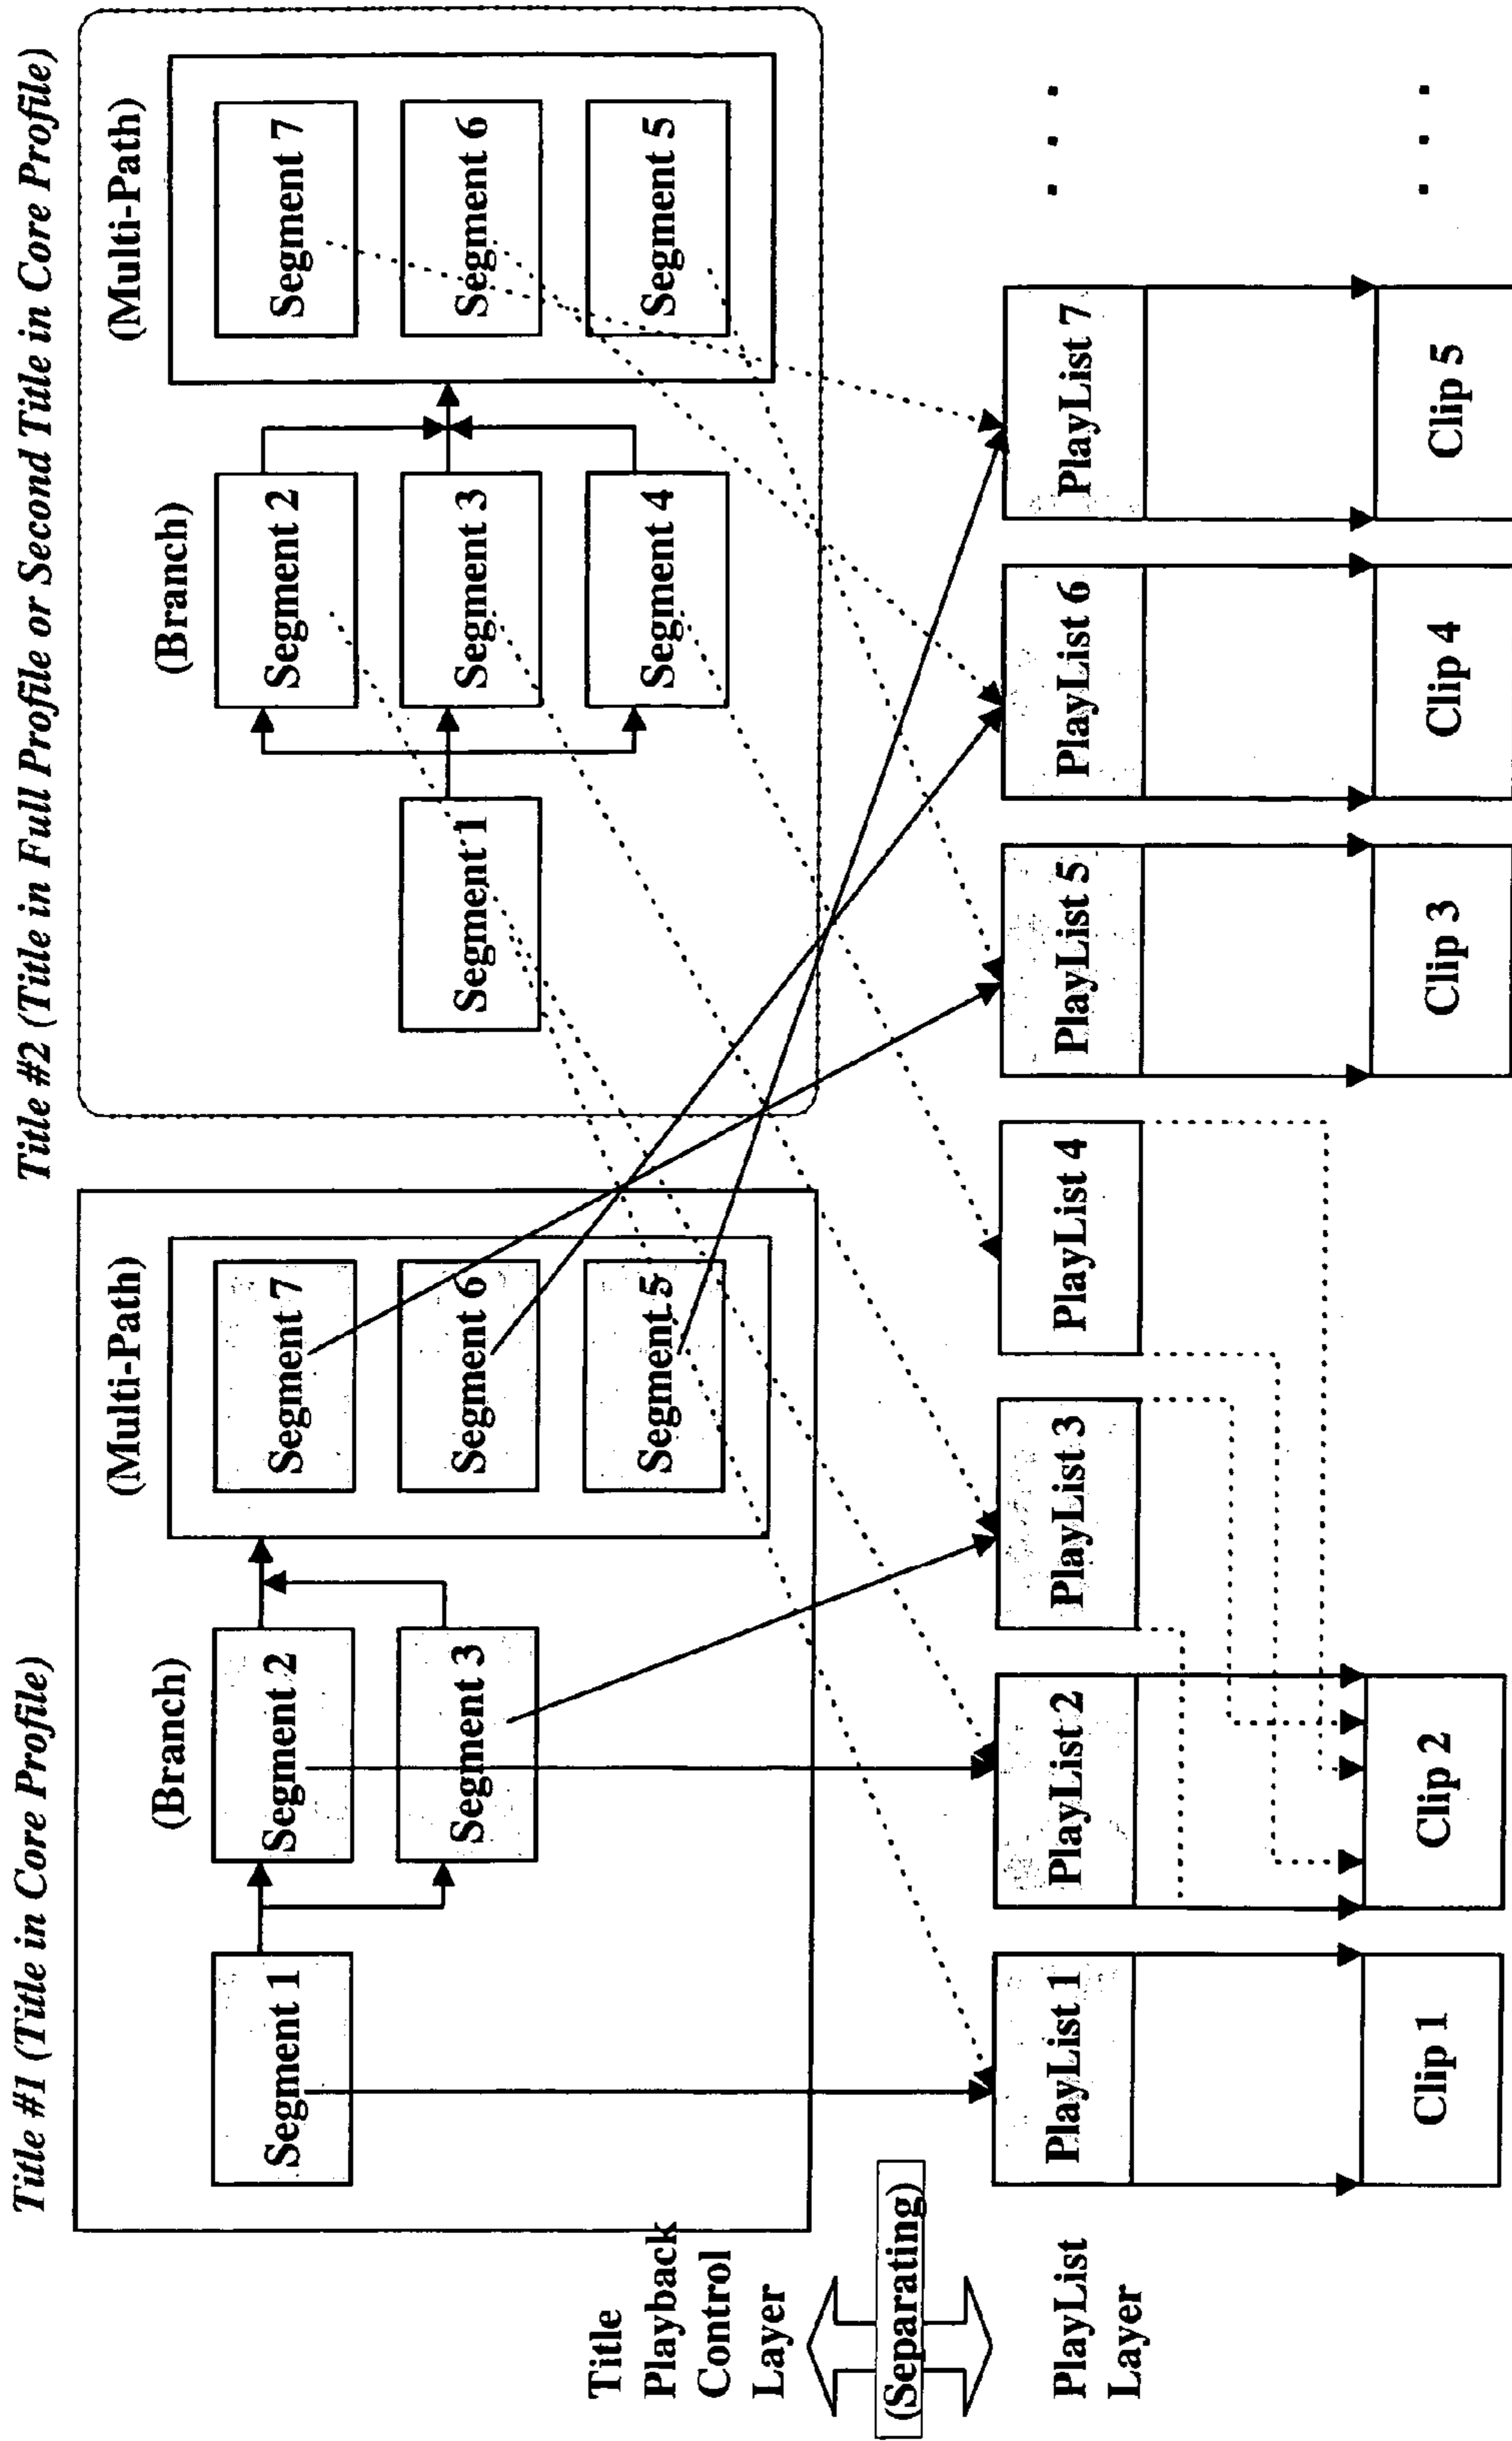 Title #1 (Title in Core Profile)
Title #2 (Title in Full Profile or Second Title in Core Profile)
(Branch)
(Multi-Path)
(Branch)
(Multi-Path)
Segment 1
Segment 2
Segment 3
Segment 7
Segment 6
Segment 5
Segment 1
Segment 2
Segment 3
Segment 4
Segment 7
Segment 6
Segment 5
Title
Playback
Control
Layer
(Separating)
PlayList
Layer
PlayList 1
PlayList 2
PlayList 3
PlayList 4
PlayList 5
PlayList 6
PlayList 7
. . .
Clip 1
Clip 2
Clip 3
Clip 4
Clip 5
. . .